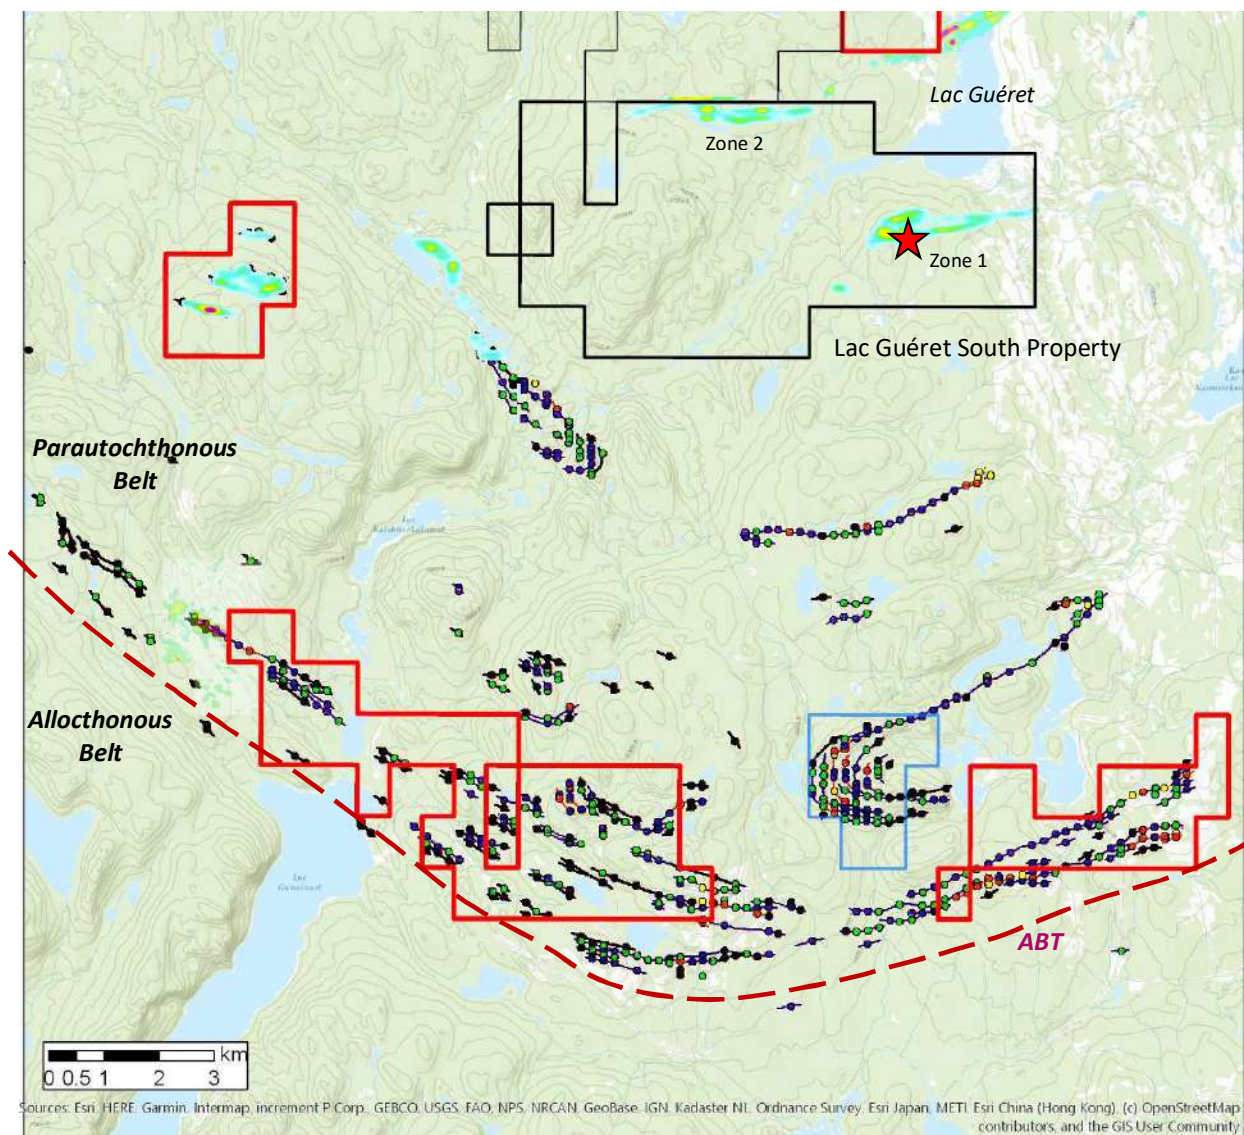 Lac Guéret
Zone 2
Zone 1
Lac Guéret South Property
Parautochthonous
Belt
Allocthonous
Belt
ABT
km
0 0.5 1 2 3
Sources: Esri, HERE, Garmin, Intermap, increment P Corp., GEBCO, USGS, FAO, NPS, NRCAN, GeoBase, IGN, Kadaster NL, Ordnance Survey, Esri Japan, METI, Esri China (Hong Kong), (c) OpenStreetMap
contributors, and the GIS User Community